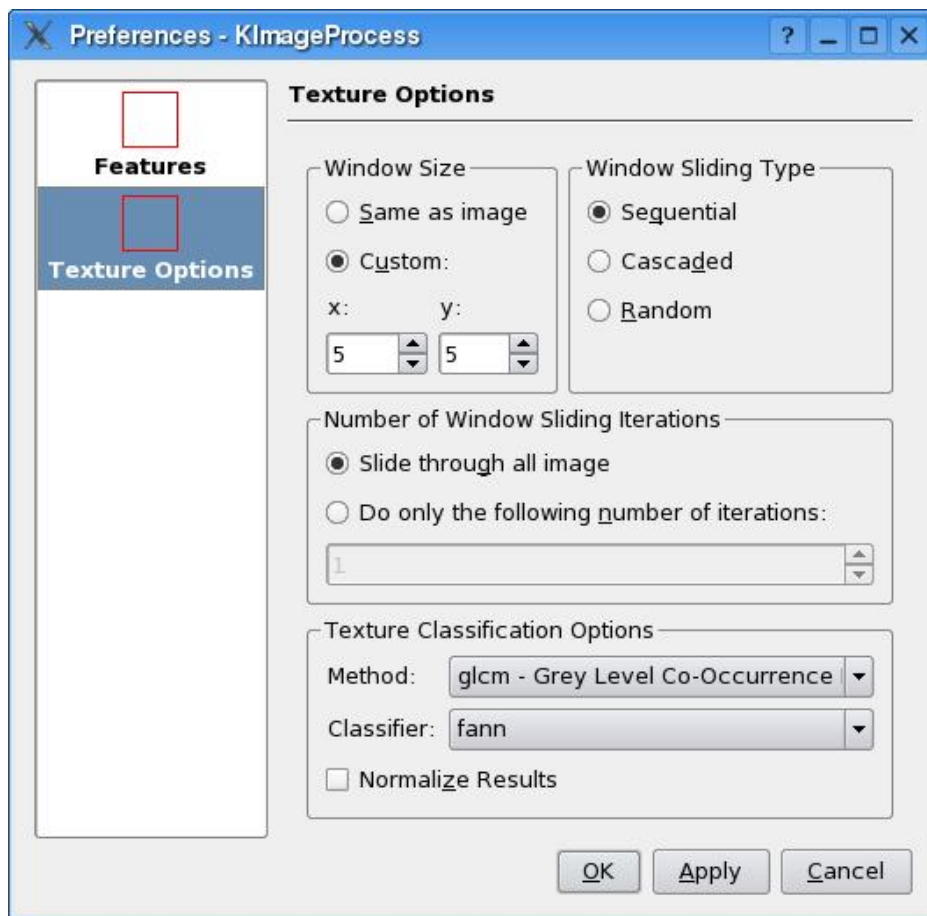 Preferences - KImageProcess
?
Features
Texture Options
Texture Options
Window Size
Same as image
Custom:
x: y:
5 5
Window Sliding Type
Sequential
Cascaded
Random
Number of Window Sliding Iterations
Slide through all image
Do only the following number of iterations:
1
Texture Classification Options
Method: glcm - Grey Level Co-Occurrence
Classifier: fann
Normalize Results
OK Apply Cancel